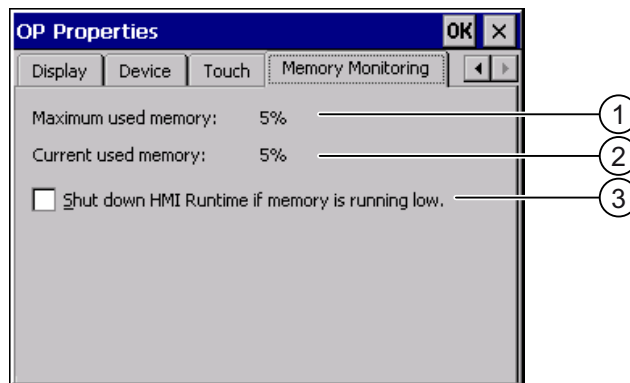 OP Properties OK ×
Display Device Touch Memory Monitoring
Maximum used memory: 5% 1
Current used memory: 5% 2
Shut down HMI Runtime if memory is running low. 3